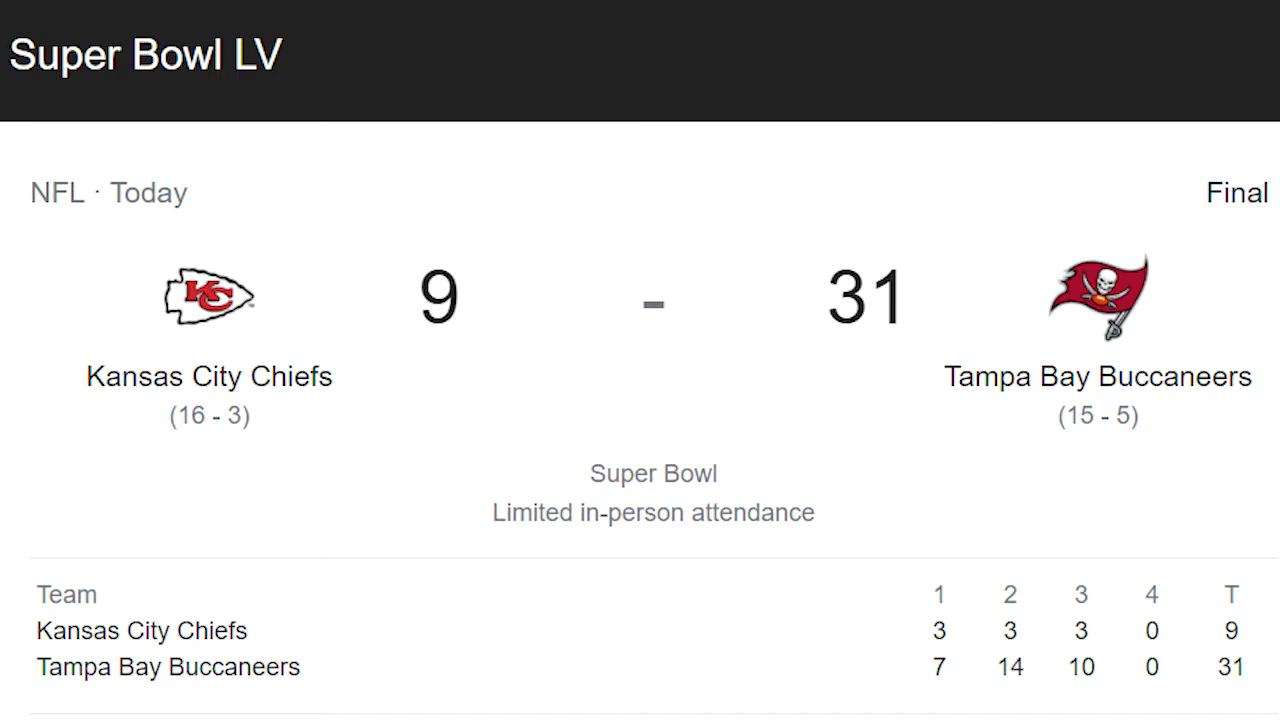 Super Bowl LV
NFL · Today Final
KC
9 - 31
Kansas City Chiefs Tampa Bay Buccaneers
(16 - 3) (15 - 5)
Super Bowl
Limited in-person attendance
Team 1 2 3 4 T
Kansas City Chiefs 3 3 3 0 9
Tampa Bay Buccaneers 7 14 10 0 31